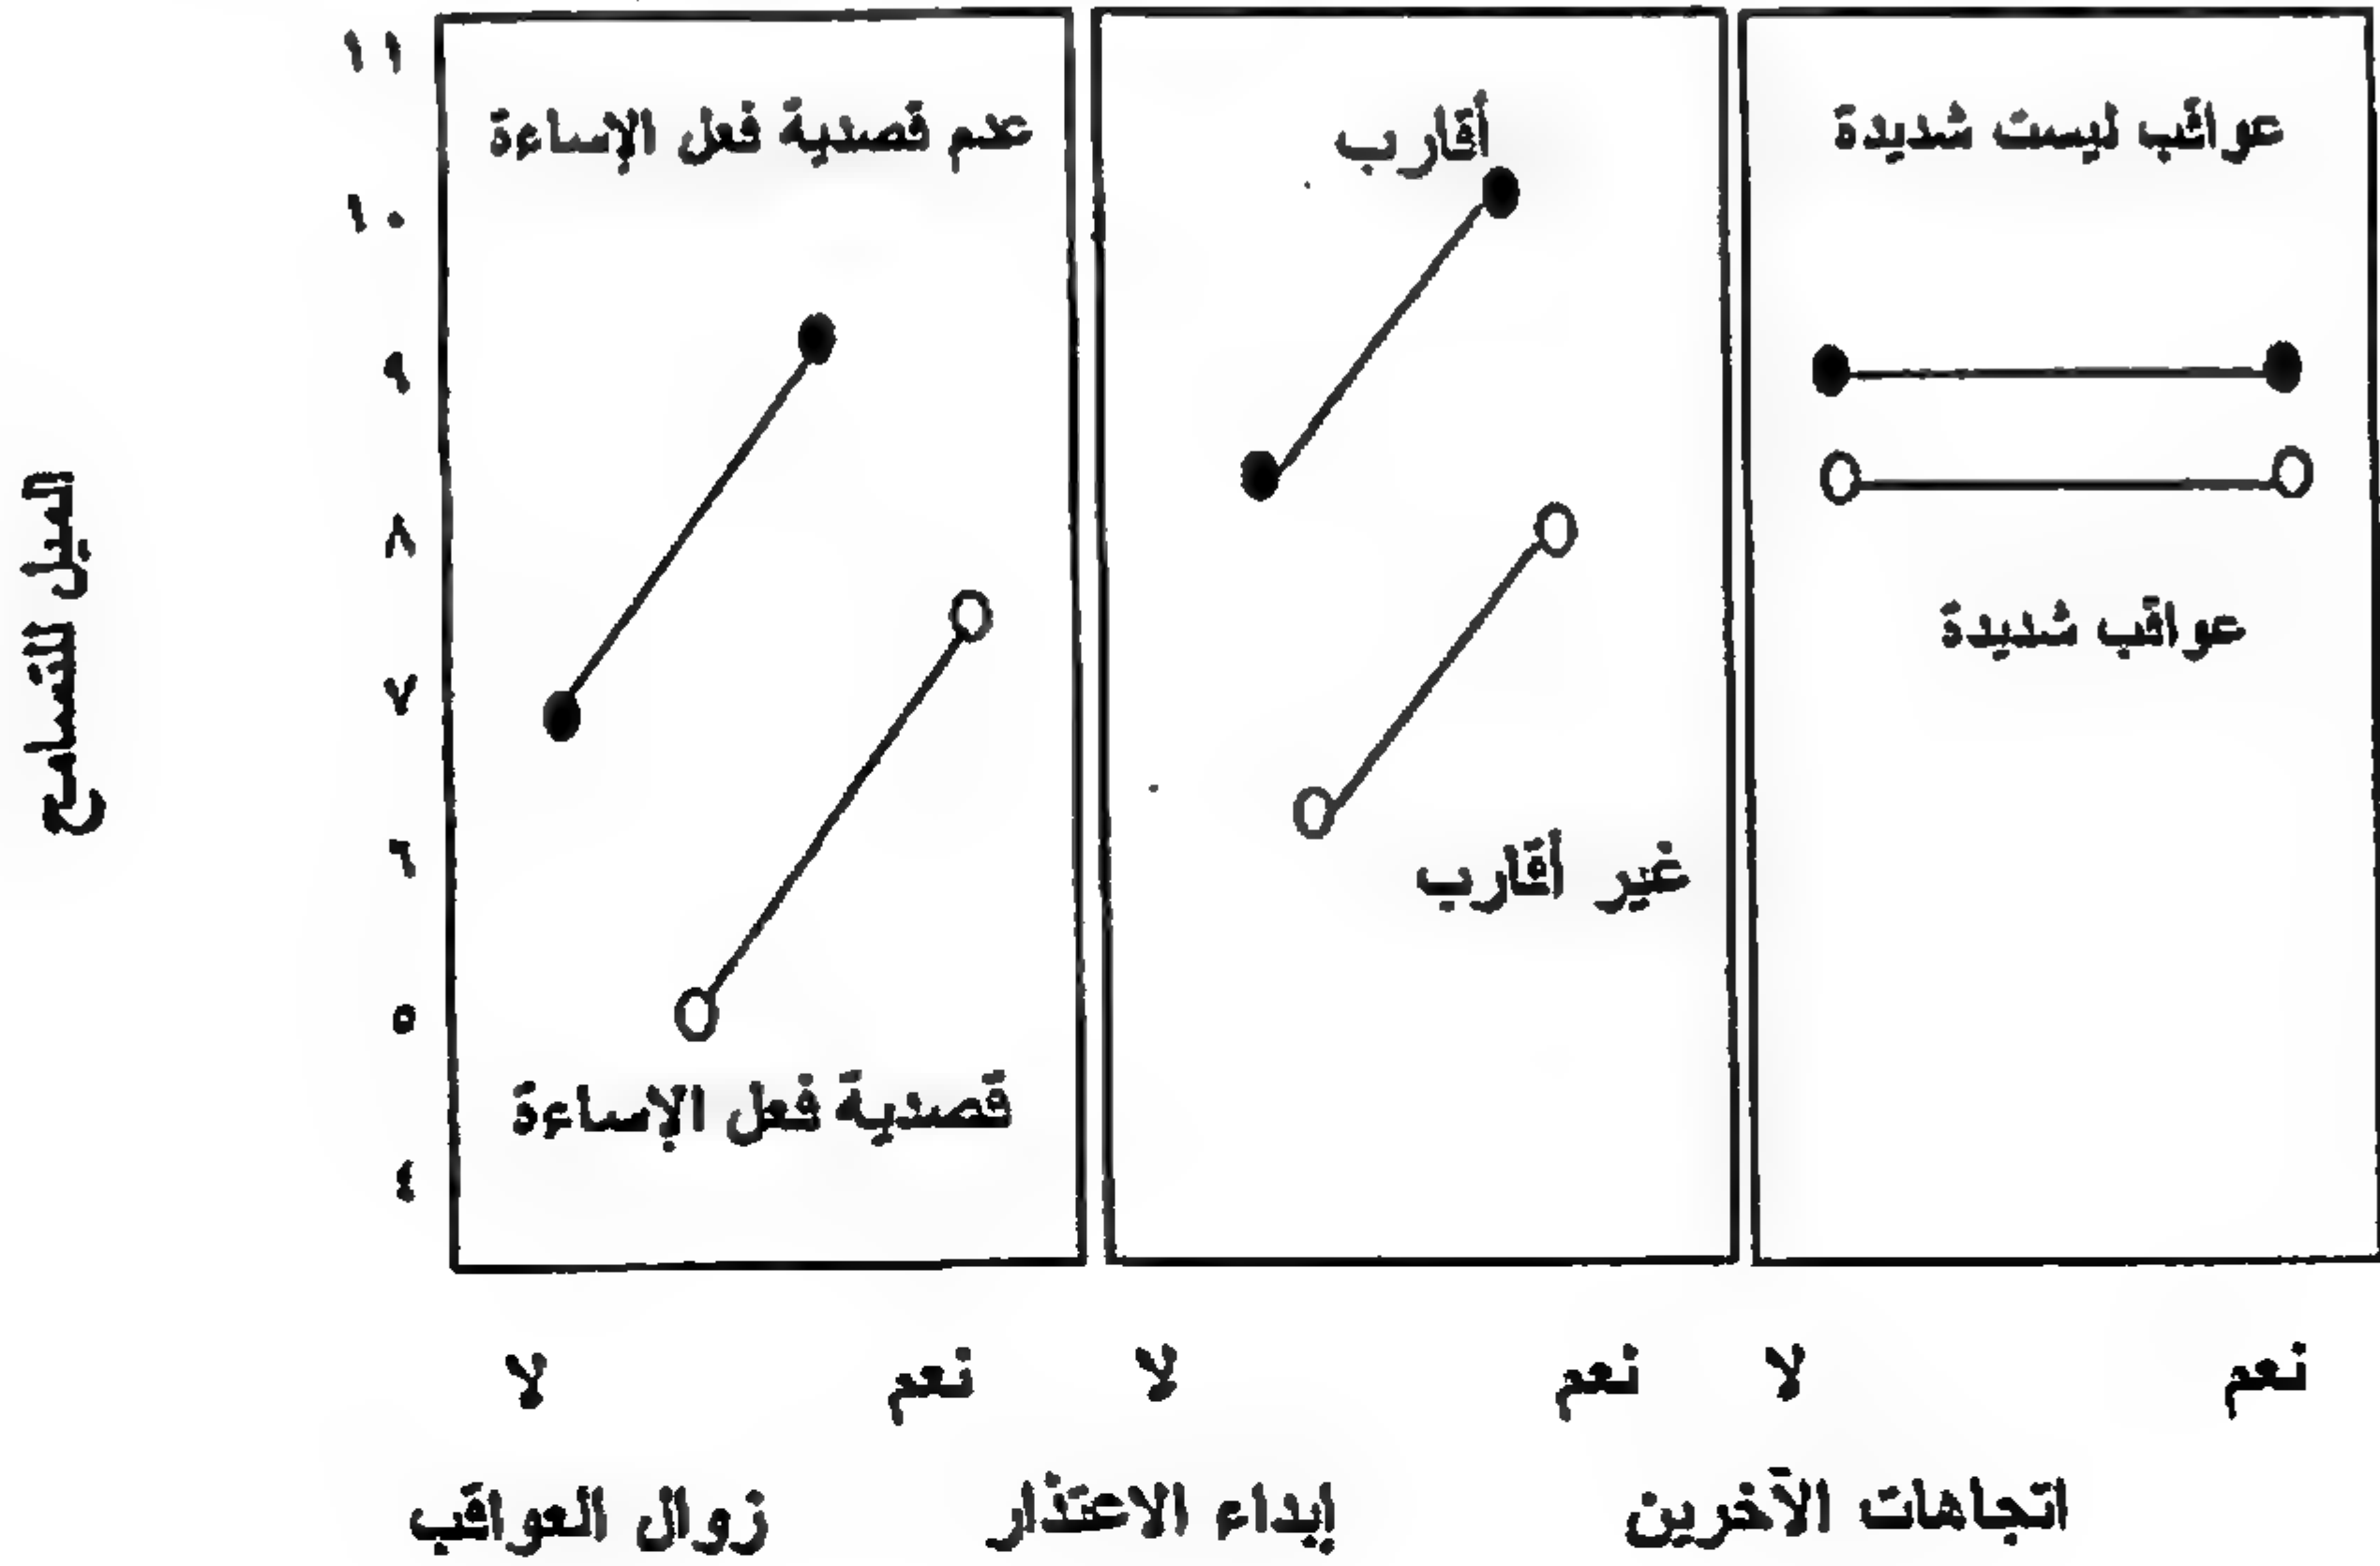 ١١
١٠
٩
٨
٧
٦
٥
٤
الميل للتسامح
عدم قصدية فعل الإساءة
قصدية فعل الإساءة
أقارب
غير أقارب
عواقب ليست شديدة
عواقب شديدة
لا نعم لا نعم لا نعم
زوال العواقب إبداء الاعتذار اتجاهات الآخرين